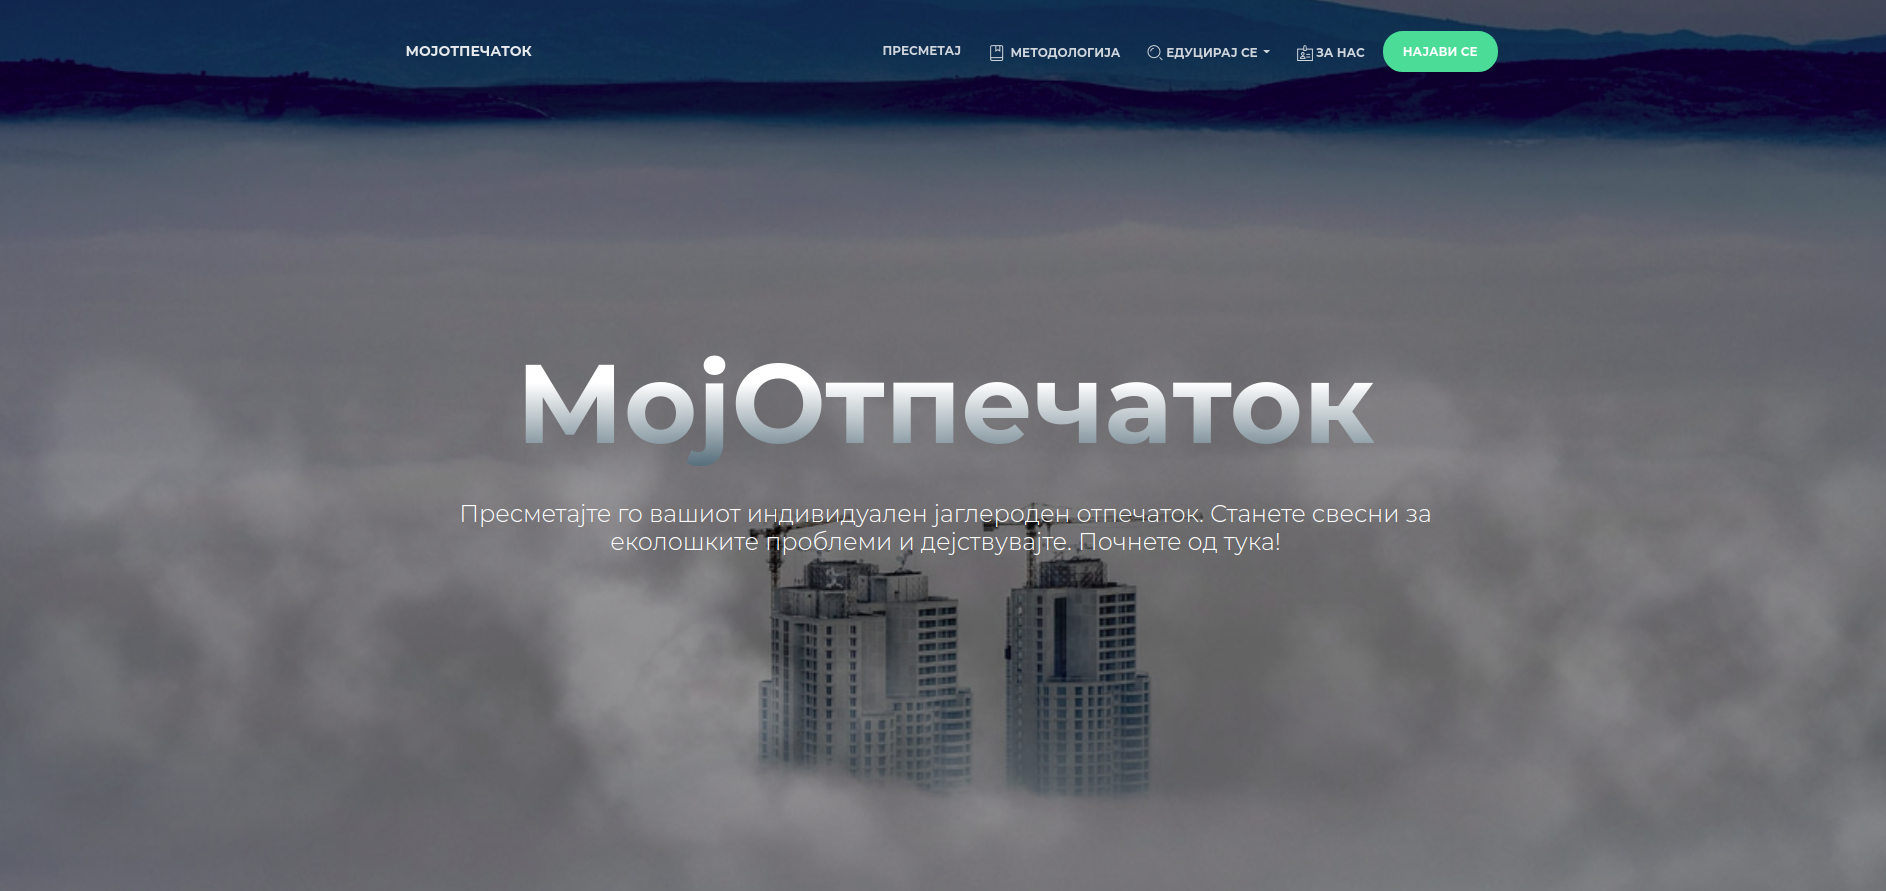 МОЈОТПЕЧАТОК
ПРЕСМЕТАЈ
МЕТОДОЛОГИЈА
ЕДУЦИРАЈ СЕ
ЗА НАС
НАЈАВИ СЕ
МојОтпечаток
Пресметајте го вашиот индивидуален јаглероден отпечаток. Станете свесни за
еколошките проблеми и дејствувајте. Почнете од тука!